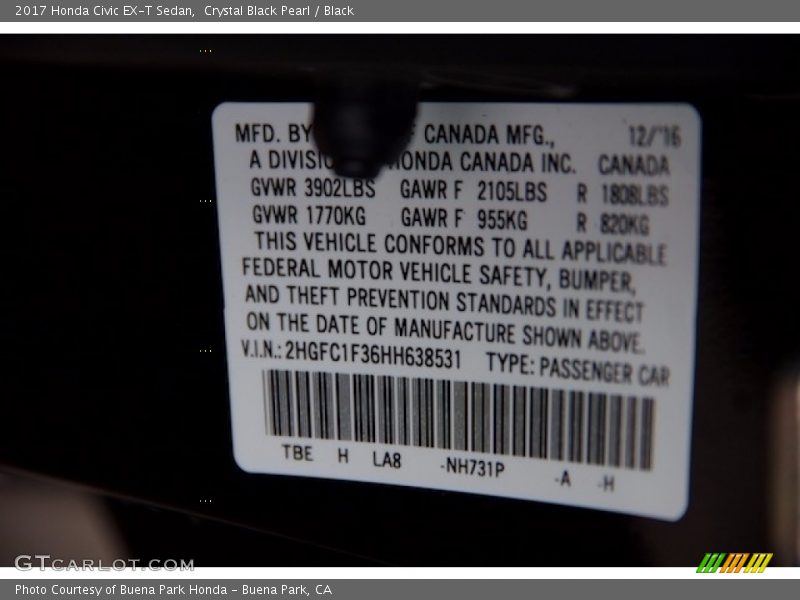 2017 Honda Civic EX-T Sedan,  Crystal Black Pearl / Black
MFD. BY F CANADA MFG., 12/'16
A DIVISIO HONDA CANADA INC. CANADA
GVWR 3902LBS GAWR F 2105LBS R 1808LBS
GVWR 1770KG GAWR F 955KG R 820KG
THIS VEHICLE CONFORMS TO ALL APPLICABLE
FEDERAL MOTOR VEHICLE SAFETY, BUMPER,
AND THEFT PREVENTION STANDARDS IN EFFECT
ON THE DATE OF MANUFACTURE SHOWN ABOVE.
V.I.N.: 2HGFC1F36HH638531 TYPE: PASSENGER CAR
TBE H LA8 -NH731P -A -H
GTCARLOT.COM
Photo Courtesy of Buena Park Honda - Buena Park, CA